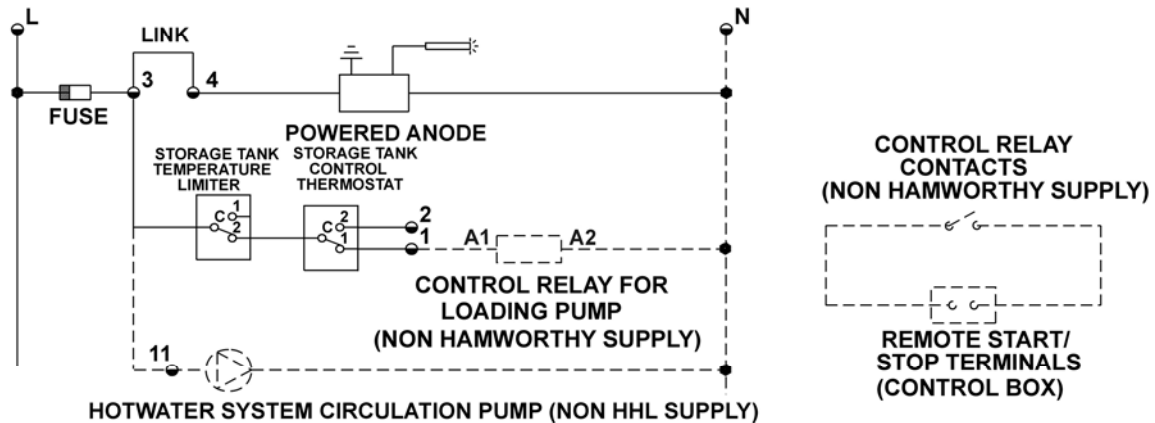 L
N
LINK
3
4
FUSE
POWERED ANODE
STORAGE TANK
TEMPERATURE
LIMITER
STORAGE TANK
CONTROL
THERMOSTAT
1
C
2
2
C
1
2
1
A1
A2
CONTROL RELAY FOR
LOADING PUMP
(NON HAMWORTHY SUPPLY)
11
HOTWATER SYSTEM CIRCULATION PUMP (NON HHL SUPPLY)
CONTROL RELAY
CONTACTS
(NON HAMWORTHY SUPPLY)
REMOTE START/
STOP TERMINALS
(CONTROL BOX)